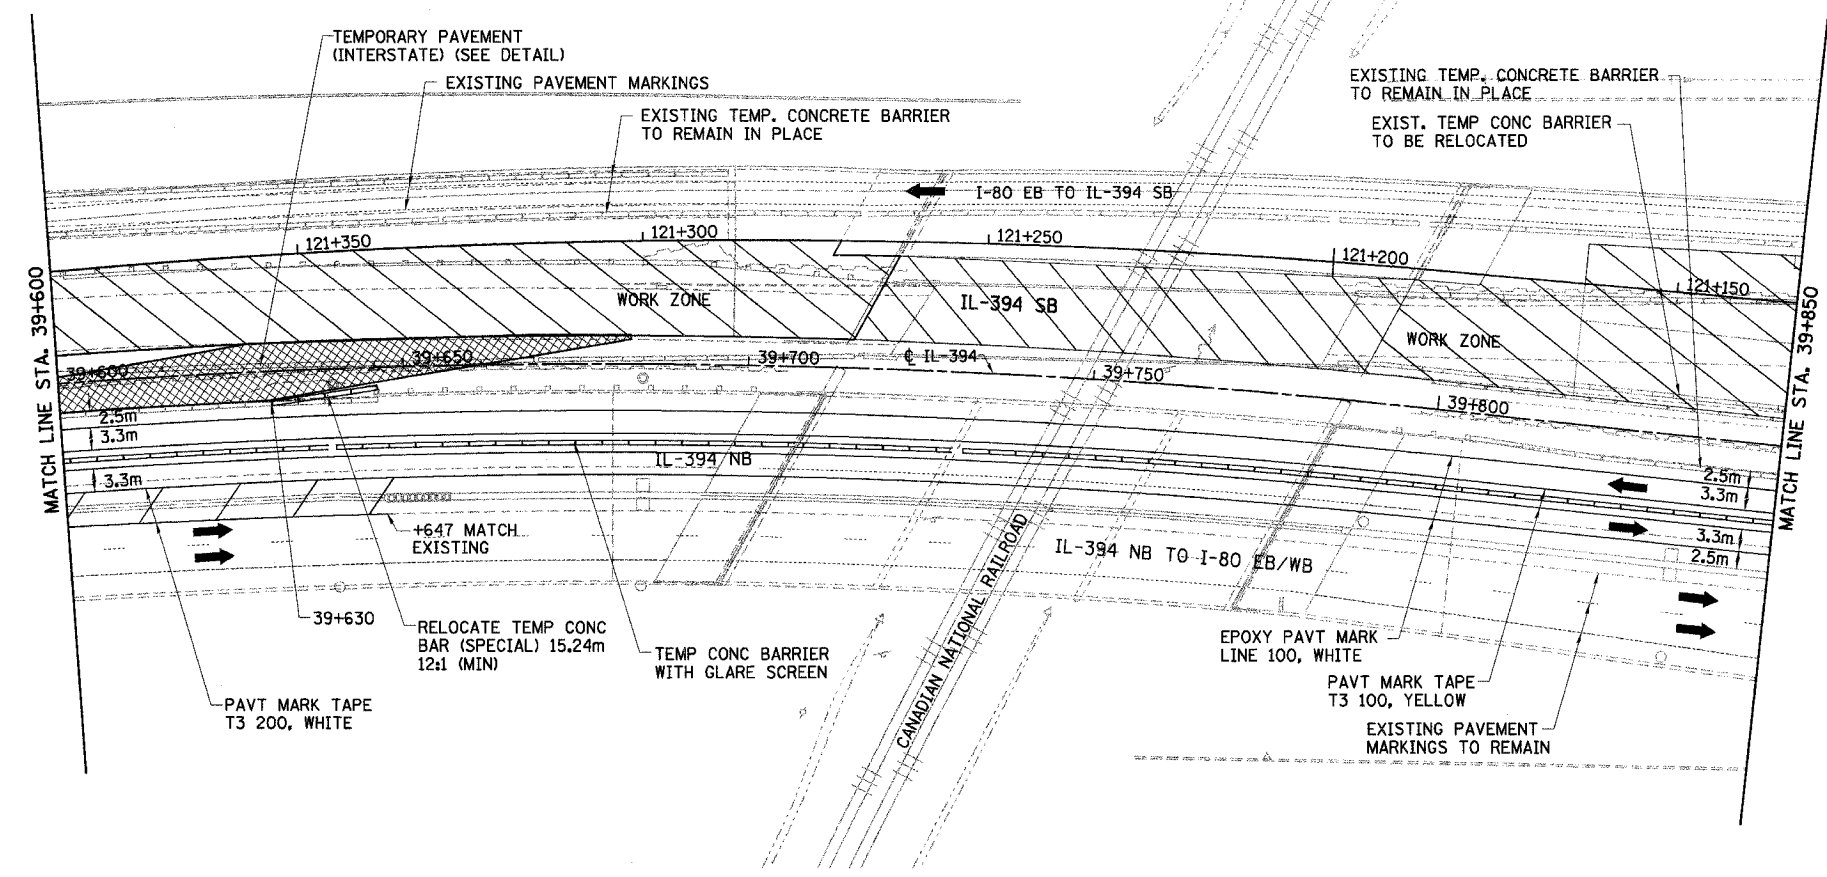 TEMPORARY PAVEMENT
(INTERSTATE) (SEE DETAIL)
EXISTING PAVEMENT MARKINGS
EXISTING TEMP. CONCRETE BARRIER
TO REMAIN IN PLACE
EXISTING TEMP. CONCRETE BARRIER
TO REMAIN IN PLACE
EXIST. TEMP CONC BARRIER
TO BE RELOCATED
I-80 EB TO IL-394 SB
121+350
121+300
121+250
121+200
121+150
WORK ZONE
IL-394 SB
WORK ZONE
MATCH LINE STA. 39+600
MATCH LINE STA. 39+850
39+600
39+650
39+700
℄ IL-394
39+750
39+800
2.5m
3.3m
3.3m
IL-394 NB
2.5m
3.3m
3.3m
2.5m
+647 MATCH
EXISTING
IL-394 NB TO I-80 EB/WB
CANADIAN NATIONAL RAILROAD
39+630
RELOCATE TEMP CONC
BAR (SPECIAL) 15.24m
12:1 (MIN)
TEMP CONC BARRIER
WITH GLARE SCREEN
PAVT MARK TAPE
T3 200, WHITE
EPOXY PAVT MARK
LINE 100, WHITE
PAVT MARK TAPE
T3 100, YELLOW
EXISTING PAVEMENT
MARKINGS TO REMAIN